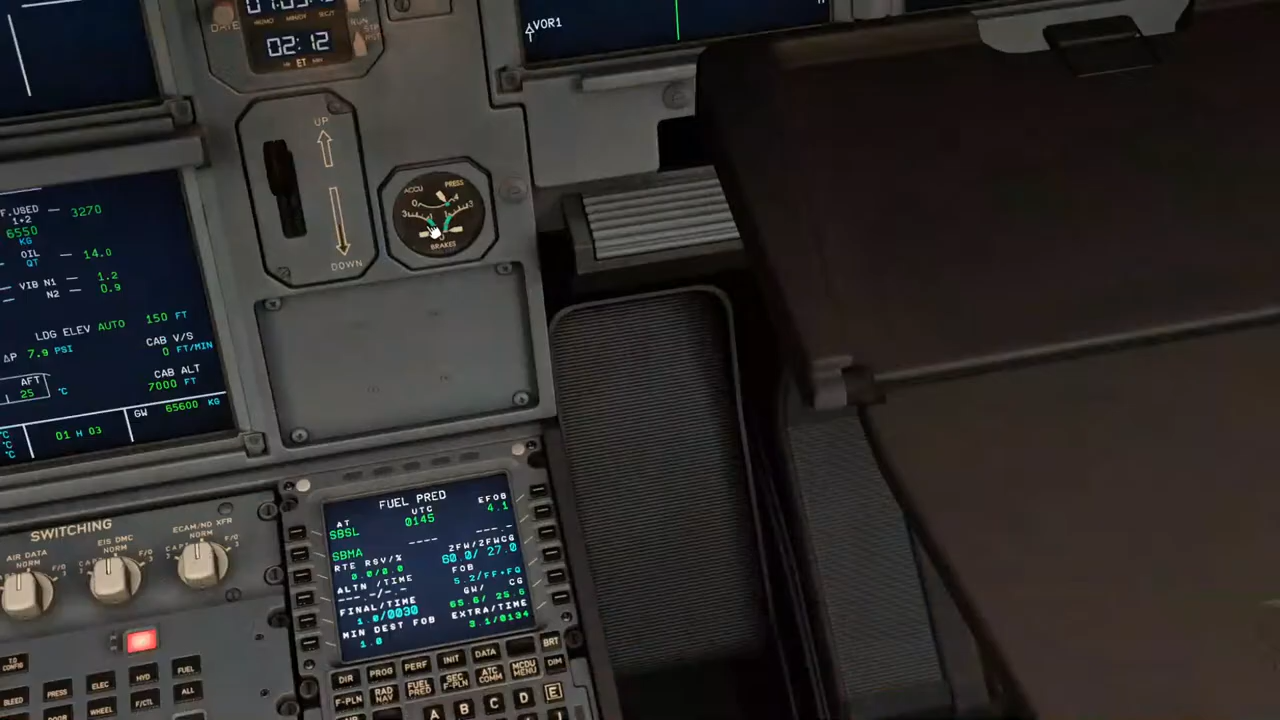 DATE
RUN
02:12
ET
VOR1
UP
DOWN
ACCU PRESS
0 4
3 3
BRAKES
F.USED
1+2
3270
6550
KG
OIL
QT
14.0
VIB N1
1.2
N2
0.9
LDG ELEV AUTO 150 FT
ΔP 7.9 PSI
CAB V/S
0 FT/MIN
CAB ALT
7000 FT
AFT
25 °C
°C
°C
°C
01 H 03
GW 65600 KG
SWITCHING
AIR DATA
NORM
EIS DMC
NORM
ECAM/ND XFR
NORM
F/O
FUEL PRED
AT UTC EFOB
SBSL 0145 4.1
SBMA ---- ---.-
RTE RSV/% ZFW/ZFWCG
0.0/0.0 60.0/ 27.0
ALTN /TIME FOB
---.-/-.- 5.2/FF+FQ
FINAL/TIME GW/ CG
1.0/0030 65.6/ 25.6
MIN DEST FOB EXTRA/TIME
1.0 3.1/0134
BRT
DIR PROG PERF INIT DATA
DIM
F-PLN RAD NAV FUEL PRED SEC F-PLN ATC COMM MCDU MENU
A B C D E
T.O CONFIG
BLEED PRESS ELEC HYD FUEL
WHEEL F/CTL ALL
DOOR